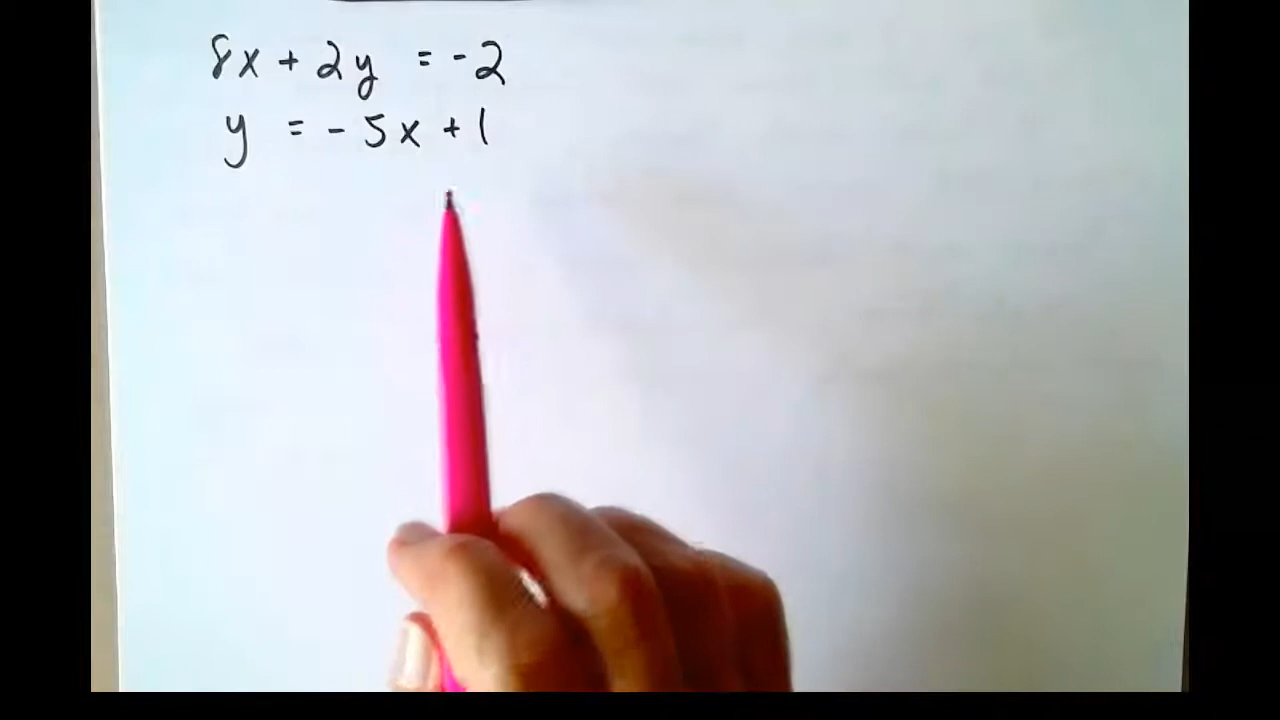 8x + 2y = -2
y = -5x + 1